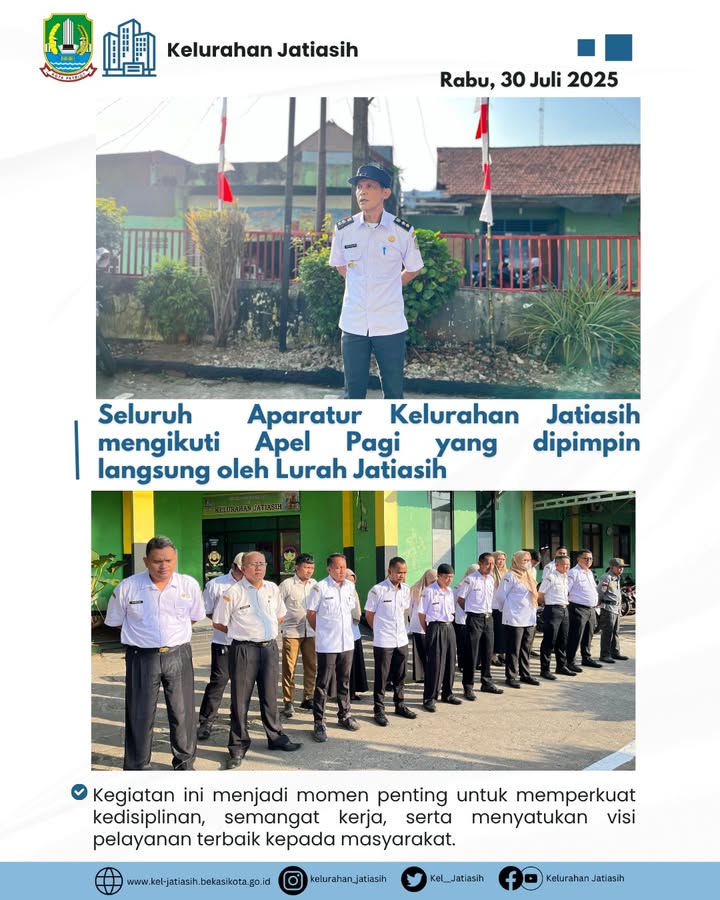 Kelurahan Jatiasih
Rabu, 30 Juli 2025
Seluruh Aparatur Kelurahan Jatiasih
mengikuti Apel Pagi yang dipimpin
langsung oleh Lurah Jatiasih
KELURAHAN JATIASIH
Kegiatan ini menjadi momen penting untuk memperkuat
kedisiplinan, semangat kerja, serta menyatukan visi
pelayanan terbaik kepada masyarakat.
www.kel-jatiasih.bekasikota.go.id kelurahan_jatiasih Kel__Jatiasih Kelurahan Jatiasih